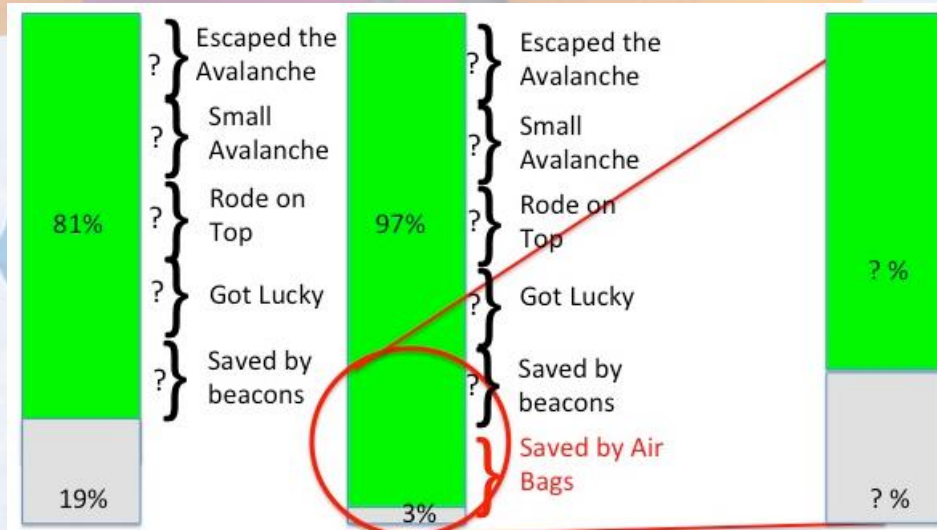 ?
Escaped the
Avalanche
?
Small
Avalanche
81%
?
Rode on
Top
?
Got Lucky
?
Saved by
beacons
19%
?
Escaped the
Avalanche
?
Small
Avalanche
97%
?
Rode on
Top
?
Got Lucky
?
Saved by
beacons
Saved by Air
Bags
3%
? %
? %